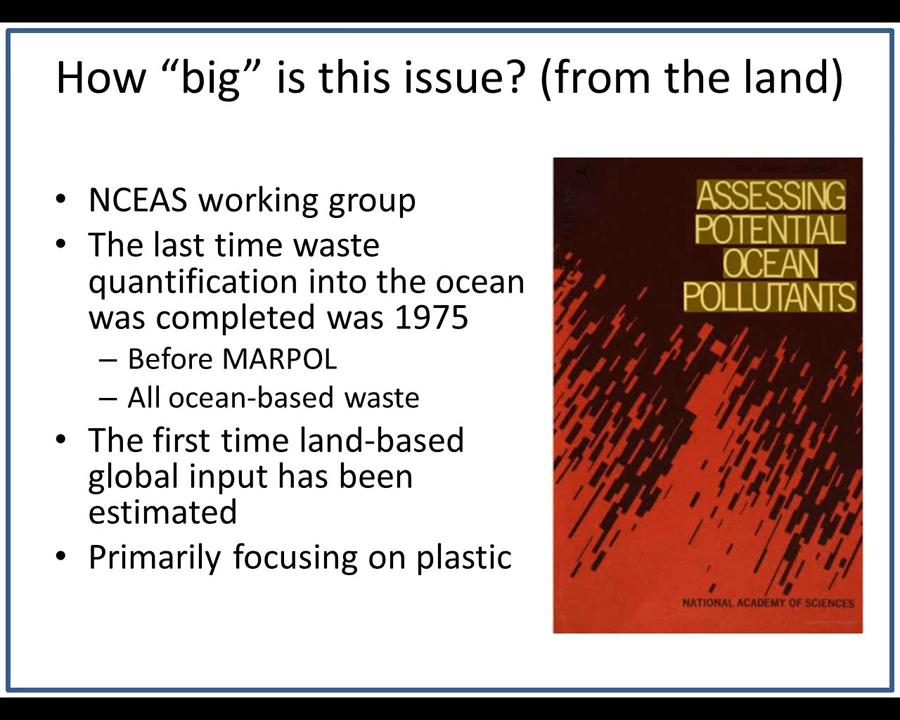 How “big” is this issue? (from the land)
• NCEAS working group
• The last time waste
quantification into the ocean
was completed was 1975
– Before MARPOL
– All ocean-based waste
• The first time land-based
global input has been
estimated
• Primarily focusing on plastic
ASSESSING
POTENTIAL
OCEAN
POLLUTANTS
NATIONAL ACADEMY OF SCIENCES